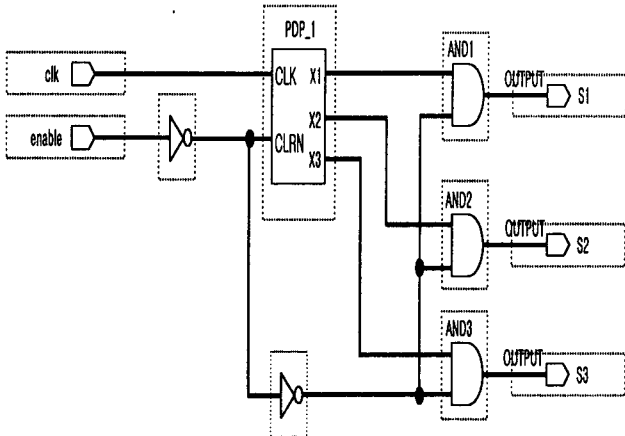 PDP_1
AND1
clk
CLK
X1
OUTPUT
S1
X2
enable
CLRN
X3
AND2
OUTPUT
S2
AND3
OUTPUT
S3